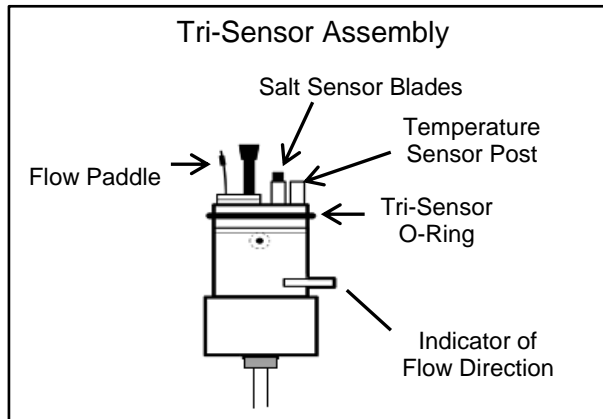 Tri-Sensor Assembly
Salt Sensor Blades
Temperature
Sensor Post
Flow Paddle
Tri-Sensor
O-Ring
Indicator of
Flow Direction